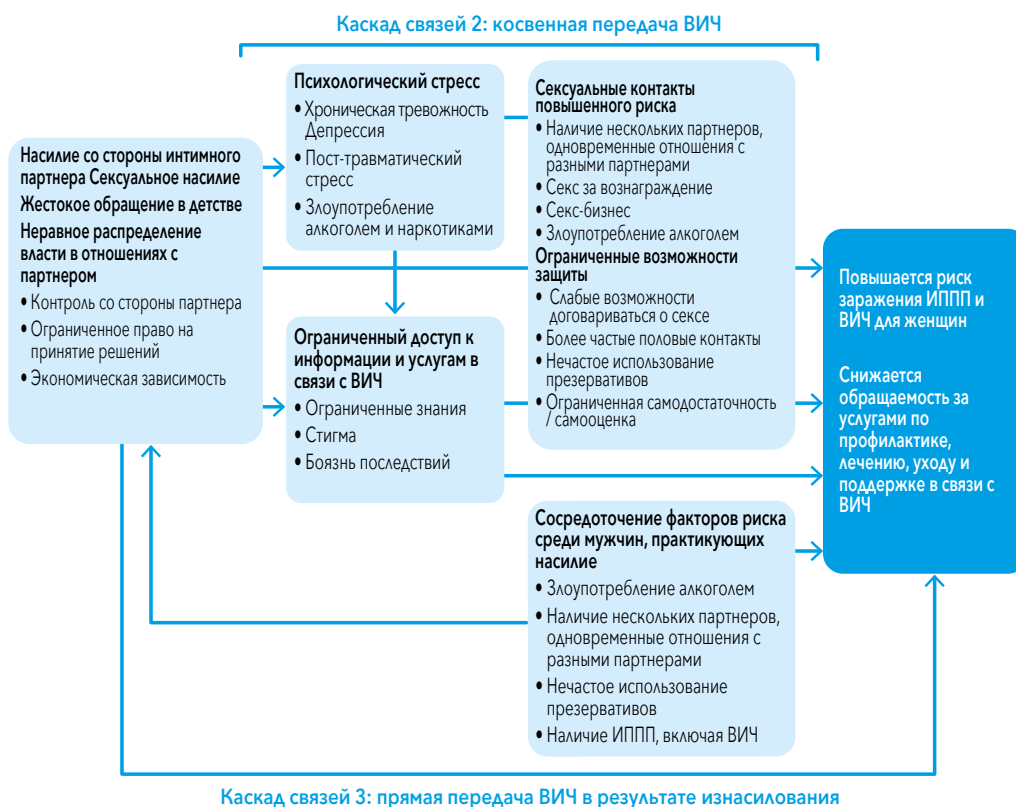 Каскад связей 2: косвенная передача ВИЧ
Насилие со стороны интимного
партнера Сексуальное насилие
Жестокое обращение в детстве
Неравное распределение
власти в отношениях с
партнером
• Контроль со стороны партнера
• Ограниченное право на
принятие решений
• Экономическая зависимость
Психологический стресс
• Хроническая тревожность
Депрессия
• Пост-травматический
стресс
• Злоупотребление
алкоголем и наркотиками
Ограниченный доступ к
информации и услугам в
связи с ВИЧ
• Ограниченные знания
• Стигма
• Боязнь последствий
Сексуальные контакты
повышенного риска
• Наличие нескольких партнеров,
одновременные отношения с
разными партнерами
• Секс за вознаграждение
• Секс-бизнес
• Злоупотребление алкоголем
Ограниченные возможности
защиты
• Слабые возможности
договариваться о сексе
• Более частые половые контакты
• Нечастое использование
презервативов
• Ограниченная самодостаточность
/ самооценка
Сосредоточение факторов риска
среди мужчин, практикующих
насилие
• Злоупотребление алкоголем
• Наличие нескольких партнеров,
одновременные отношения с
разными партнерами
• Нечастое использование
презервативов
• Наличие ИППП, включая ВИЧ
Повышается риск
заражения ИППП и
ВИЧ для женщин
Снижается
обращаемость за
услугами по
профилактике,
лечению, уходу и
поддержке в связи с
ВИЧ
Каскад связей 3: прямая передача ВИЧ в результате изнасилования